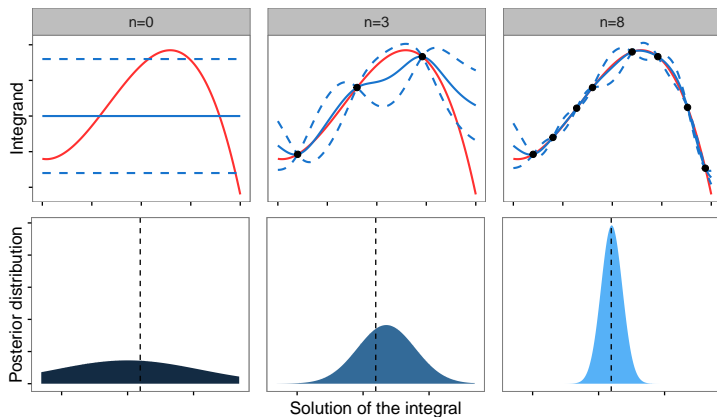 n=0
n=3
n=8
Integrand
Posterior distribution
Solution of the integral